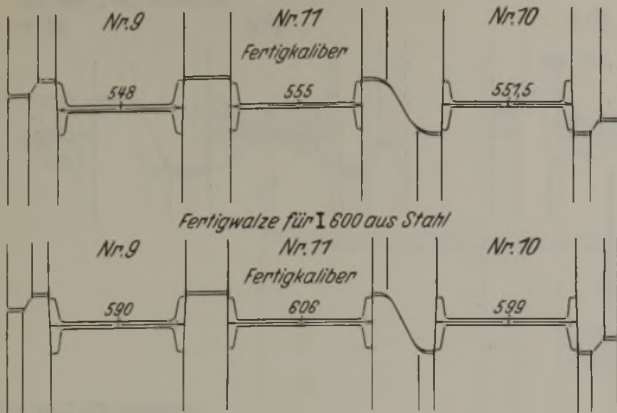 Nr.9 Nr.11 Nr.10
Fertigkaliber
548 555 551,5
Fertigwalze für I 600 aus Stahl
Nr.9 Nr.11 Nr.10
Fertigkaliber
590 606 599